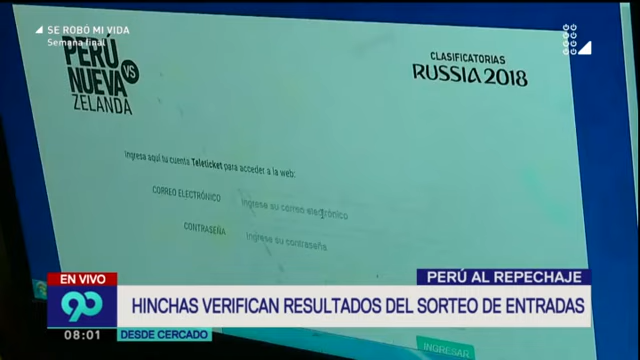 SE ROBÓ MI VIDA
Semana final
PERÚ
VS
NUEVA
ZELANDA
CLASIFICATORIAS
RUSSIA 2018
Ingresa aquí tu cuenta Teleticket para acceder a la web:
CORREO ELECTRÓNICO
Ingrese su correo electrónico
CONTRASEÑA
Ingrese su contraseña
INGRESAR
EN VIVO
PERÚ AL REPECHAJE
90
HINCHAS VERIFICAN RESULTADOS DEL SORTEO DE ENTRADAS
08:01
DESDE CERCADO